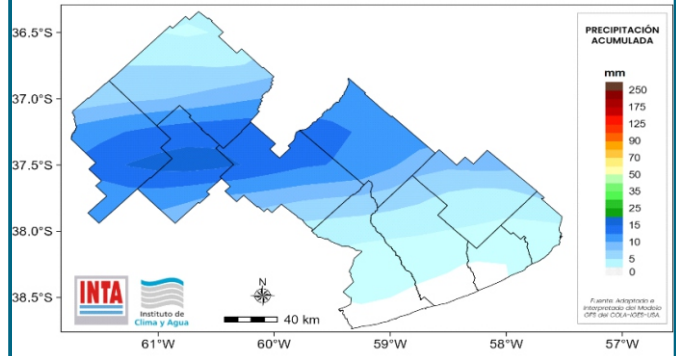 36.5°S
37.0°S
37.5°S
38.0°S
38.5°S
61°W
60°W
59°W
58°W
57°W
INTA
Instituto de
Clima y Agua
N
40 km
PRECIPITACIÓN
ACUMULADA
mm
250
175
125
90
70
50
35
25
15
10
5
0
Fuente: Adaptado e
Interpretado del Modelo
GFS del COLA-IGES-USA